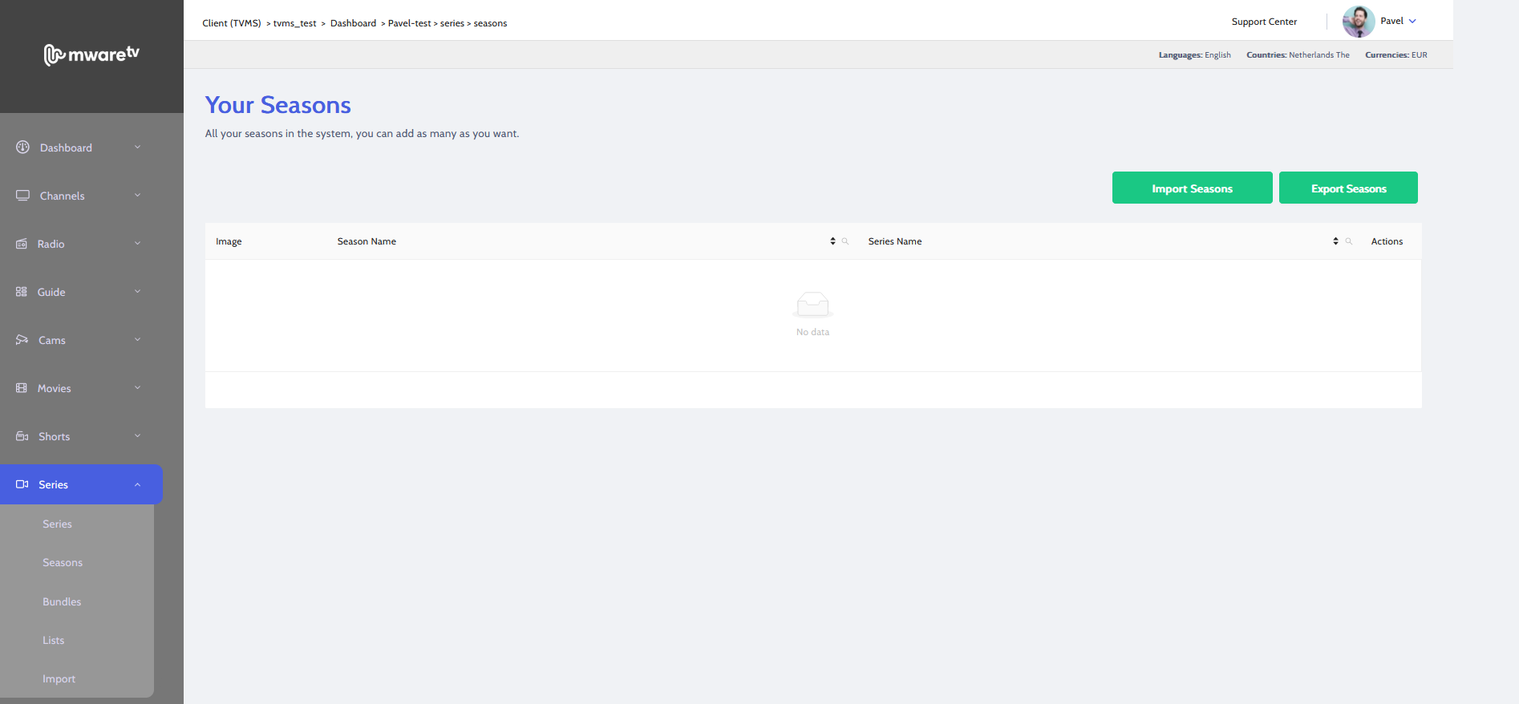 mware tv
Client (TVMS) > tvms_test > Dashboard > Pavel-test > series > seasons
Support Center
Pavel
Languages: English Countries: Netherlands The Currencies: EUR
Your Seasons
All your seasons in the system, you can add as many as you want.
Import Seasons
Export Seasons
Image Season Name Series Name Actions
No data
Dashboard
Channels
Radio
Guide
Cams
Movies
Shorts
Series
Series
Seasons
Bundles
Lists
Import